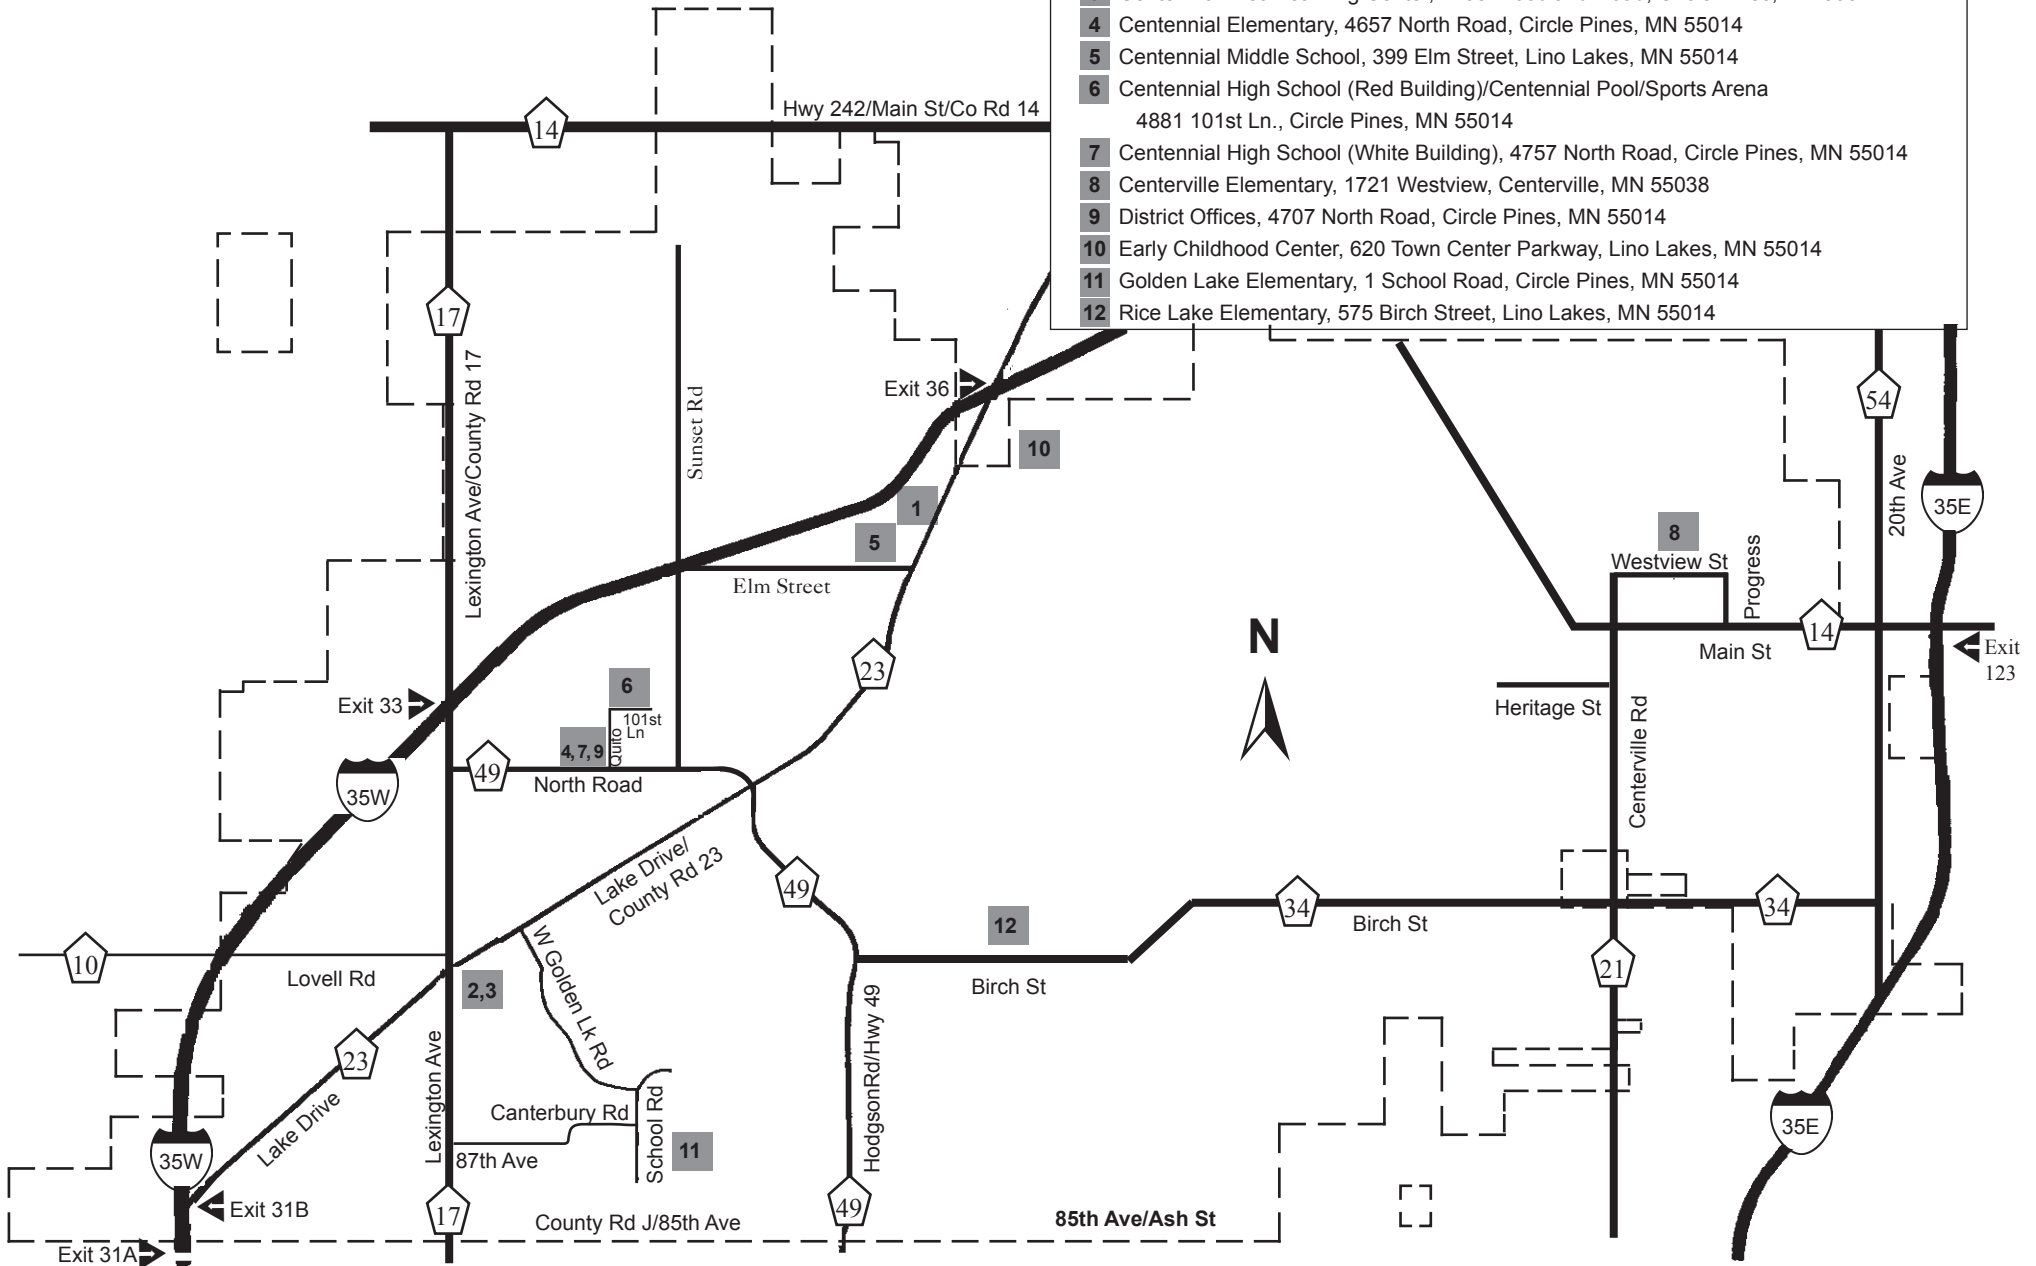 4 Centennial Elementary, 4657 North Road, Circle Pines, MN 55014
5 Centennial Middle School, 399 Elm Street, Lino Lakes, MN 55014
6 Centennial High School (Red Building)/Centennial Pool/Sports Arena
4881 101st Ln., Circle Pines, MN 55014
7 Centennial High School (White Building), 4757 North Road, Circle Pines, MN 55014
8 Centerville Elementary, 1721 Westview, Centerville, MN 55038
9 District Offices, 4707 North Road, Circle Pines, MN 55014
10 Early Childhood Center, 620 Town Center Parkway, Lino Lakes, MN 55014
11 Golden Lake Elementary, 1 School Road, Circle Pines, MN 55014
12 Rice Lake Elementary, 575 Birch Street, Lino Lakes, MN 55014
Hwy 242/Main St/Co Rd 14
14
17
Lexington Ave/County Rd 17
Sunset Rd
Exit 36
10
1
5
Elm Street
54
20th Ave
35E
8
Westview St
Progress
14
Main St
Exit
123
N
23
Heritage St
Centerville Rd
Exit 33
6
101st
Ln
Quito
4,7,9
49
North Road
35W
Lake Drive/
County Rd 23
49
12
34
Birch St
34
10
Lovell Rd
2,3
W Golden Lk Rd
Birch St
21
23
Lake Drive
Lexington Ave
HodgsonRd/Hwy 49
Canterbury Rd
School Rd
11
87th Ave
35E
35W
Exit 31B
17
49
County Rd J/85th Ave
85th Ave/Ash St
Exit 31A